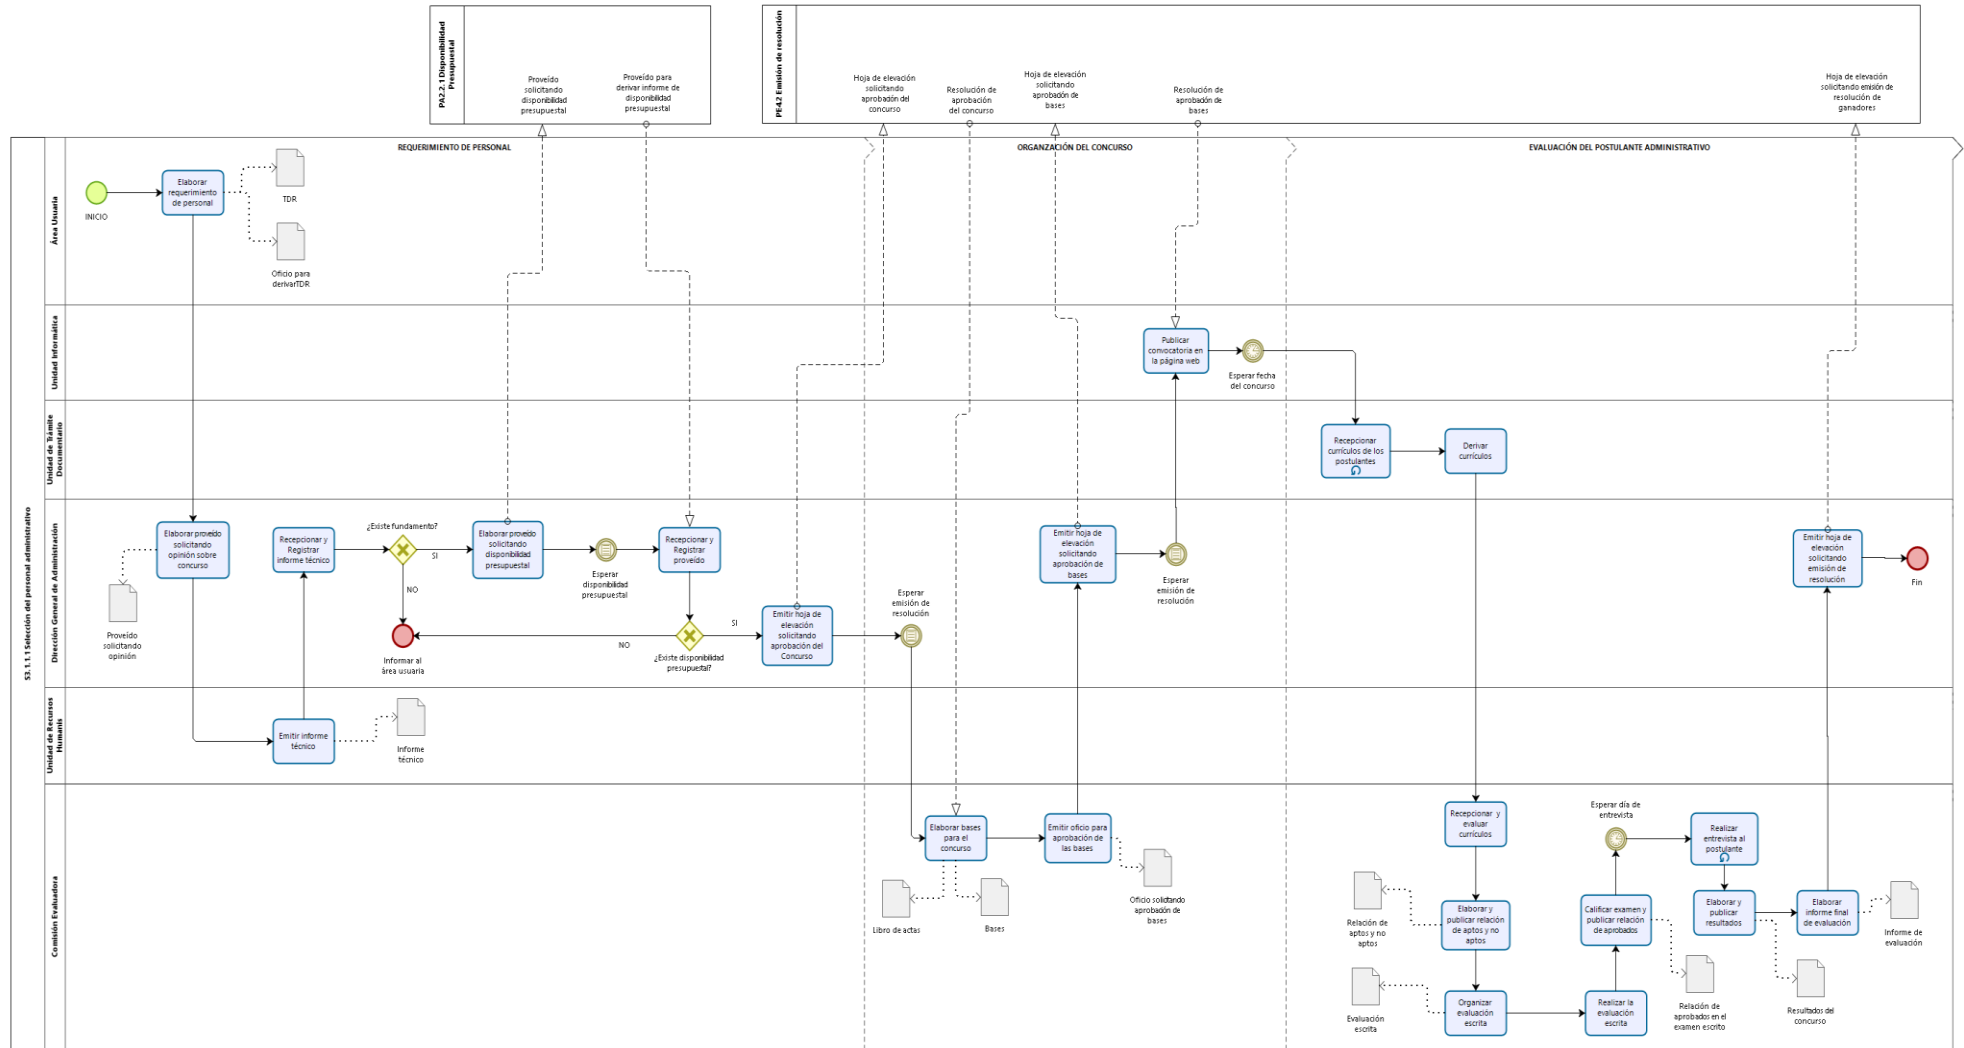 PA2.2.1 Disponibilidad
Presupuestal
Proveído
solicitando
disponibilidad
presupuestal
Proveído para
derivar informe de
disponibilidad
presupuestal
PE4.2 Emisión de resolución
Hoja de elevación
solicitando
aprobación del
concurso
Resolución de
aprobación
del concurso
Hoja de elevación
solicitando
aprobación de
bases
Resolución de
aprobación de
bases
Hoja de elevación
solicitando emisión de
resolución de
ganadores
S3.1.1.1 Selección del personal administrativo
REQUERIMIENTO DE PERSONAL
ORGANZACIÓN DEL CONCURSO
EVALUACIÓN DEL POSTULANTE ADMINISTRATIVO
Área Usuaria
INICIO
Elaborar
requerimiento
de personal
TDR
Oficio para
derivarTDR
Unidad Informática
Publicar
convocatoria en
la página web
Esperar fecha
del concurso
Unidad de Trámite
Documentario
Recepcionar
currículos de los
postulantes
Derivar
currículos
Dirección General de Administración
Elaborar proveído
solicitando
opinión sobre
concurso
Proveído
solicitando
opinión
Recepcionar y
Registrar
informe técnico
¿Existe fundamento?
SI
NO
Informar al
área usuaria
Elaborar proveído
solicitando
disponibilidad
presupuestal
Esperar
disponibilidad
presupuestal
Recepcionar y
Registrar
proveído
NO
SI
¿Existe disponibilidad
presupuestal?
Emitir hoja de
elevación
solicitando
aprobación del
Concurso
Esperar
emisión de
resolución
Emitir hoja de
elevación
solicitando
aprobación de
bases
Esperar
emisión de
resolución
Emitir hoja de
elevación
solicitando
emisión de
resolución
Fin
Unidad de Recursos
Humanis
Emitir informe
técnico
Informe
técnico
Comisión Evaluadora
Elaborar bases
para el
concurso
Libro de actas
Bases
Emitir oficio para
aprobación de
las bases
Oficio solicitando
aprobación de
bases
Recepcionar y
evaluar
currículos
Elaborar y
publicar relación
de aptos y no
aptos
Relación de
aptos y no
aptos
Organizar
evaluación
escrita
Evaluación
escrita
Realizar la
evaluación
escrita
Calificar examen y
publicar relación
de aprobados
Relación de
aprobados en el
examen escrito
Esperar día de
entrevista
Realizar
entrevista al
postulante
Elaborar y
publicar
resultados
Resultados del
concurso
Elaborar
informe final
de evaluación
Informe de
evaluación